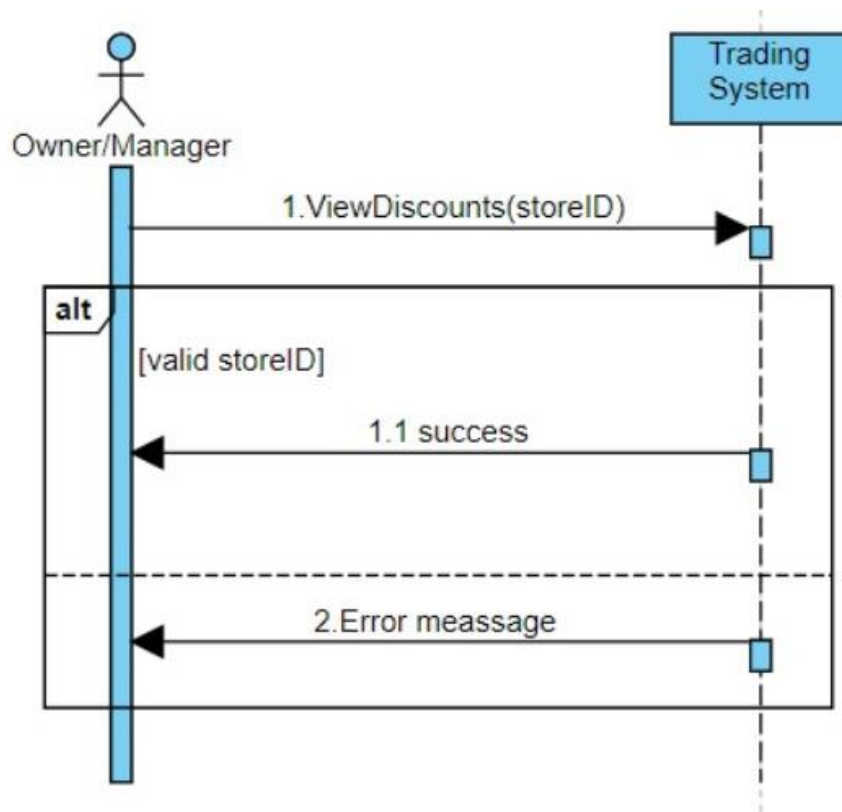 Trading
System
Owner/Manager
1.ViewDiscounts(storeID)
alt
[valid storeID]
1.1 success
2.Error meassage